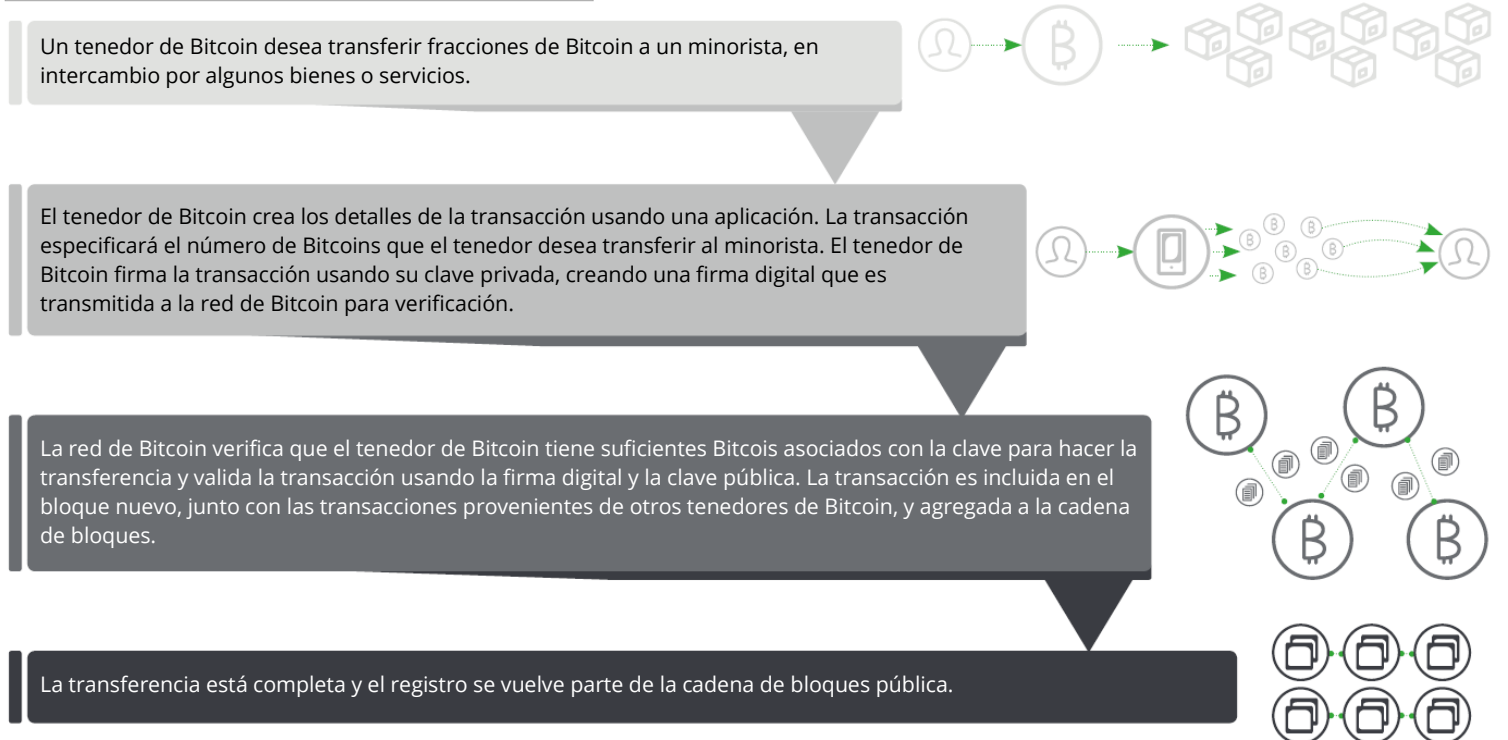 Un tenedor de Bitcoin desea transferir fracciones de Bitcoin a un minorista, en
intercambio por algunos bienes o servicios.
El tenedor de Bitcoin crea los detalles de la transacción usando una aplicación. La transacción
especificará el número de Bitcoins que el tenedor desea transferir al minorista. El tenedor de
Bitcoin firma la transacción usando su clave privada, creando una firma digital que es
transmitida a la red de Bitcoin para verificación.
La red de Bitcoin verifica que el tenedor de Bitcoin tiene suficientes Bitcois asociados con la clave para hacer la
transferencia y valida la transacción usando la firma digital y la clave pública. La transacción es incluida en el
bloque nuevo, junto con las transacciones provenientes de otros tenedores de Bitcoin, y agregada a la cadena
de bloques.
La transferencia está completa y el registro se vuelve parte de la cadena de bloques pública.